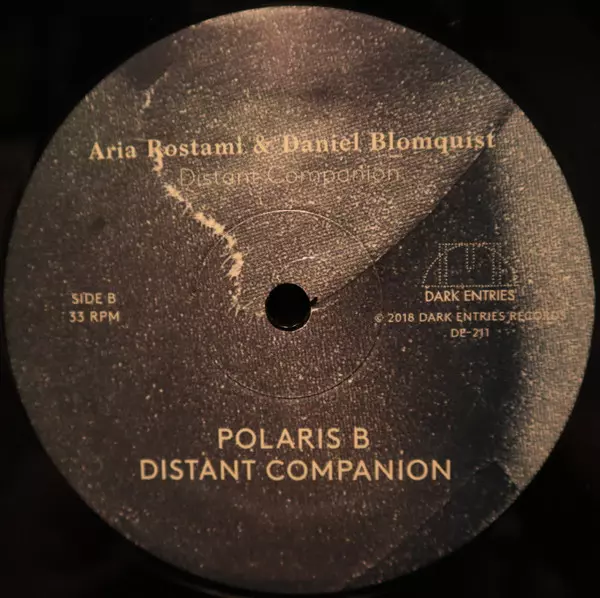 Aria Rostami & Daniel Blomquist
Distant Companion
SIDE B
33 RPM
DARK ENTRIES
© 2018 DARK ENTRIES RECORDS
DE-211
POLARIS B
DISTANT COMPANION